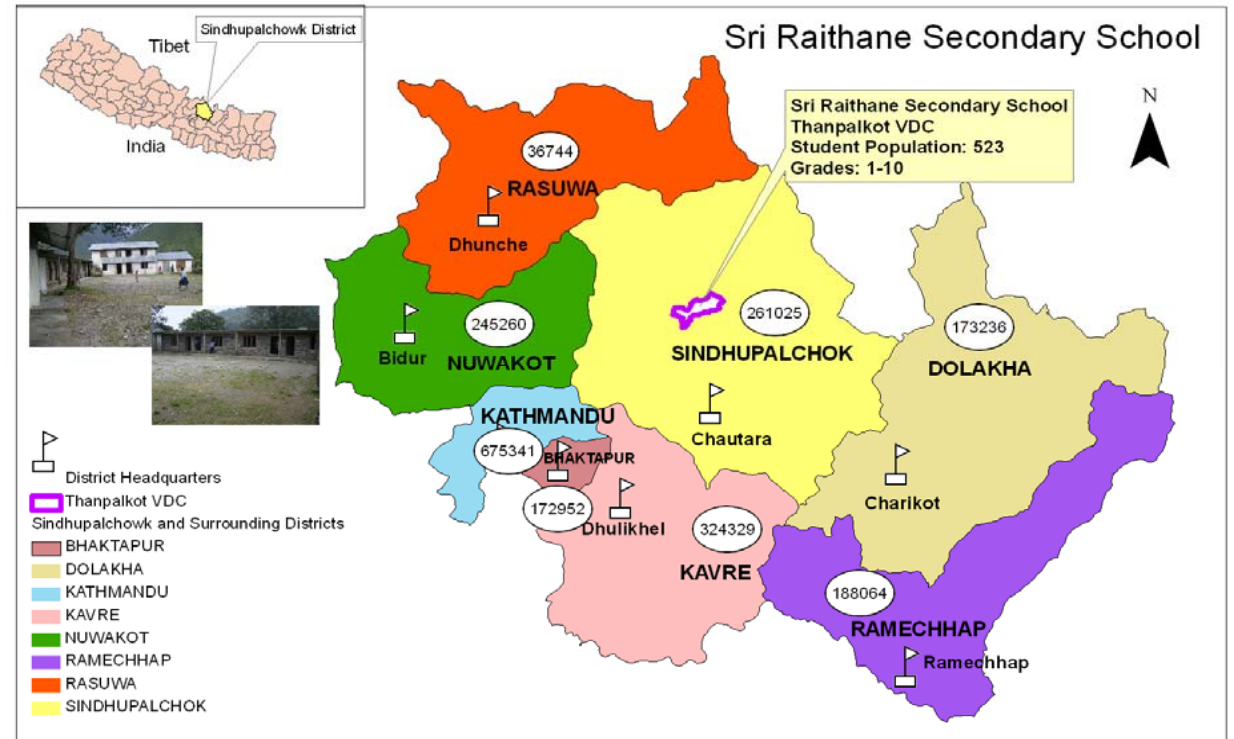 Sri Raithane Secondary School
Tibet
Sindhupalchowk District
India
N
Sri Raithane Secondary School
Thanpalkot VDC
Student Population: 523
Grades: 1-10
36744
RASUWA
Dhunche
245260
Bidur
NUWAKOT
261025
SINDHUPALCHOK
Chautara
173236
DOLAKHA
Charikot
KATHMANDU
675341
BHAKTAPUR
172952
Dhulikhel
324329
KAVRE
188064
RAMECHHAP
Ramechhap
District Headquarters
Thanpalkot VDC
Sindhupalchowk and Surrounding Districts
BHAKTAPUR
DOLAKHA
KATHMANDU
KAVRE
NUWAKOT
RAMECHHAP
RASUWA
SINDHUPALCHOK